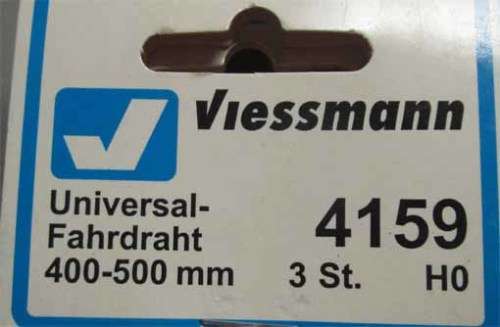 Viessmann
Universal-
Fahrdraht
4159
400-500 mm 3 St. H0